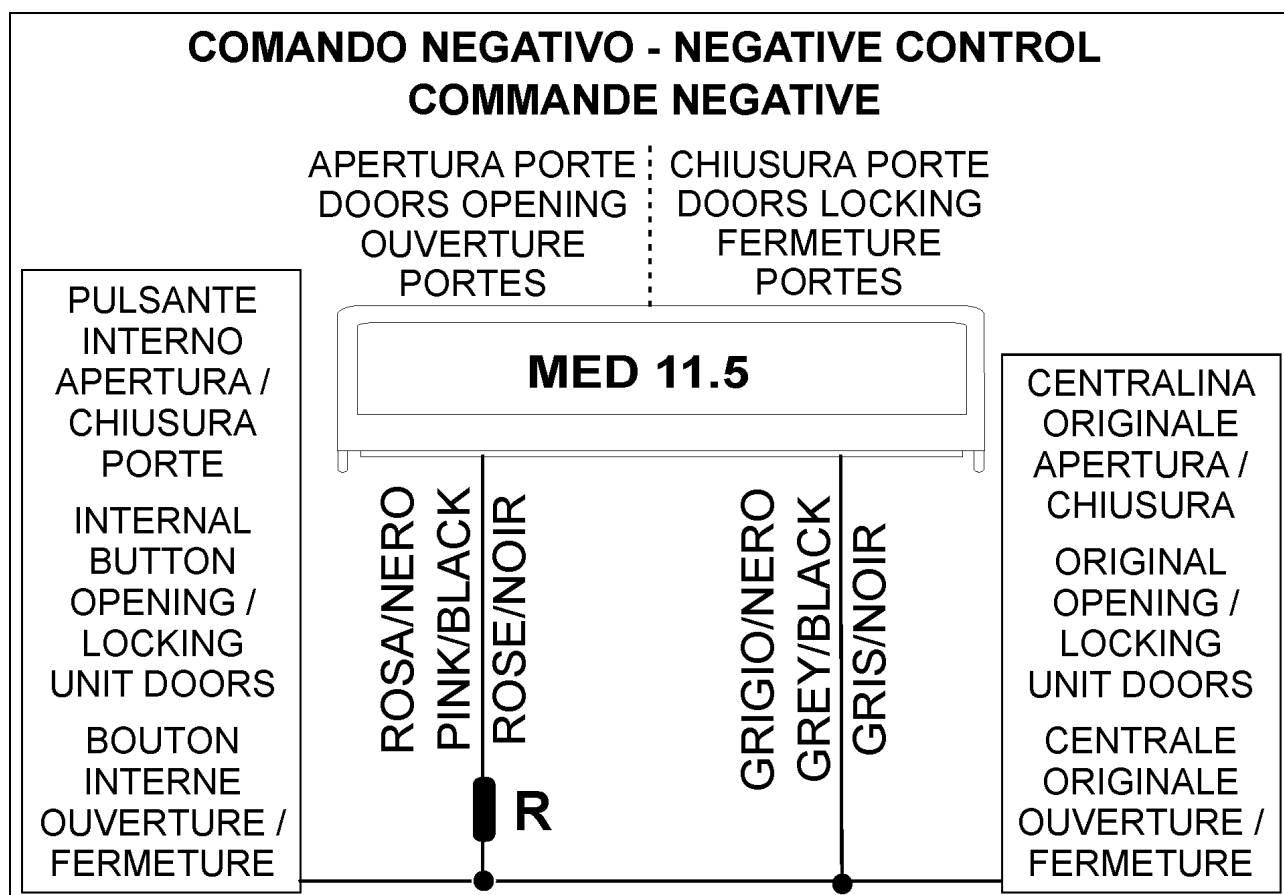 COMANDO NEGATIVO - NEGATIVE CONTROL
COMMANDE NEGATIVE
APERTURA PORTE
DOORS OPENING
OUVERTURE
PORTES
CHIUSURA PORTE
DOORS LOCKING
FERMETURE
PORTES
PULSANTE
INTERNO
APERTURA /
CHIUSURA
PORTE
INTERNAL
BUTTON
OPENING /
LOCKING
UNIT DOORS
BOUTON
INTERNE
OUVERTURE /
FERMETURE
MED 11.5
ROSA/NERO
PINK/BLACK
ROSE/NOIR
R
GRIGIO/NERO
GREY/BLACK
GRIS/NOIR
CENTRALINA
ORIGINALE
APERTURA /
CHIUSURA
ORIGINAL
OPENING /
LOCKING
UNIT DOORS
CENTRALE
ORIGINALE
OUVERTURE /
FERMETURE